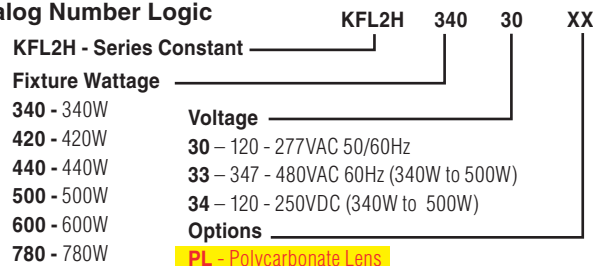 alog Number Logic
KFL2H 340 30 XX
KFL2H - Series Constant
Fixture Wattage
340 - 340W
420 - 420W
440 - 440W
500 - 500W
600 - 600W
780 - 780W
Voltage
30 – 120 - 277VAC 50/60Hz
33 – 347 - 480VAC 60Hz (340W to 500W)
34 – 120 - 250VDC (340W to 500W)
Options
PL - Polycarbonate Lens